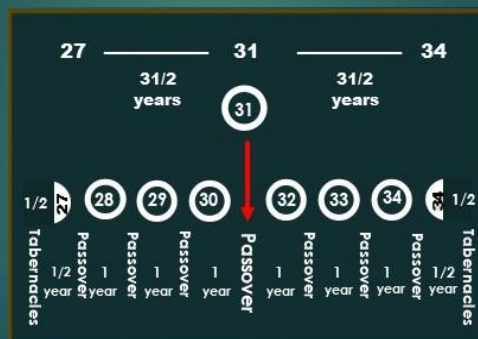 27 31 34
31/2 years
31/2 years
31
1/2 27 28 29 30 32 33 34 1/2
Tabernacles
1/2 year
Passover
1 year
Passover
1 year
Passover
1 year
Passover
1 year
Passover
1 year
Passover
1 year
Passover
1/2 year
Tabernacles